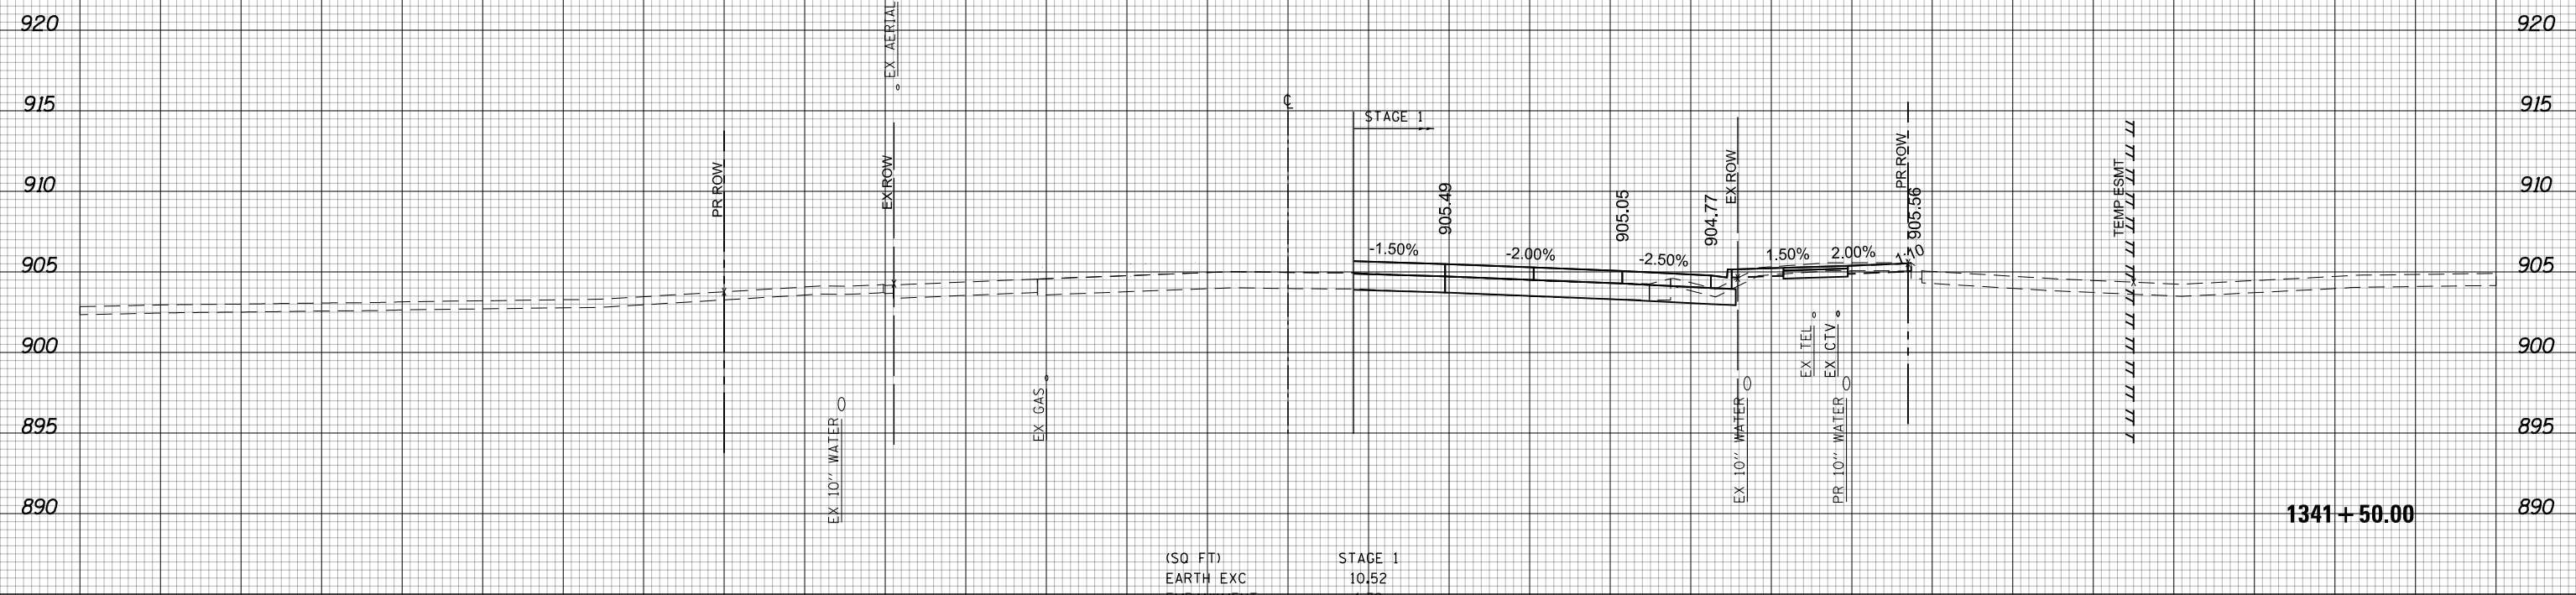 920
920
EX AERIAL
915
915
℄
STAGE 1
910
910
PR ROW
EX ROW
905.49
905.05
904.77
EX ROW
PR ROW
905.56
TEMP ESMT
-1.50%
-2.00%
-2.50%
1.50%
2.00%
1:10
905
905
900
900
EX TEL
EX CTV
EX 10'' WATER
EX GAS
EX 10'' WATER
PR 10'' WATER
895
895
890
890
1341+50.00
(SQ FT) STAGE 1
EARTH EXC 10.52